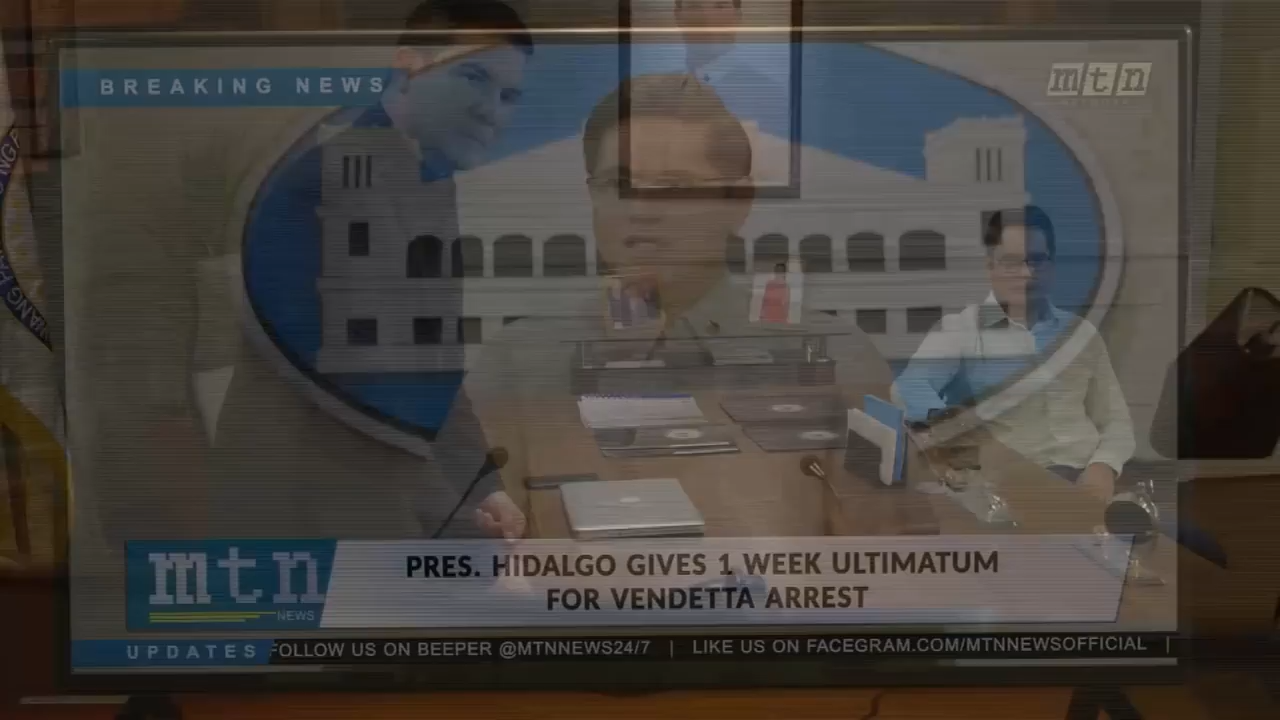 BREAKING NEWS
mtn
mtn
NEWS
PRES. HIDALGO GIVES 1 WEEK ULTIMATUM
FOR VENDETTA ARREST
UPDATES
FOLLOW US ON BEEPER @MTNNEWS24/7 | LIKE US ON FACEGRAM.COM/MTNNEWSOFFICIAL |